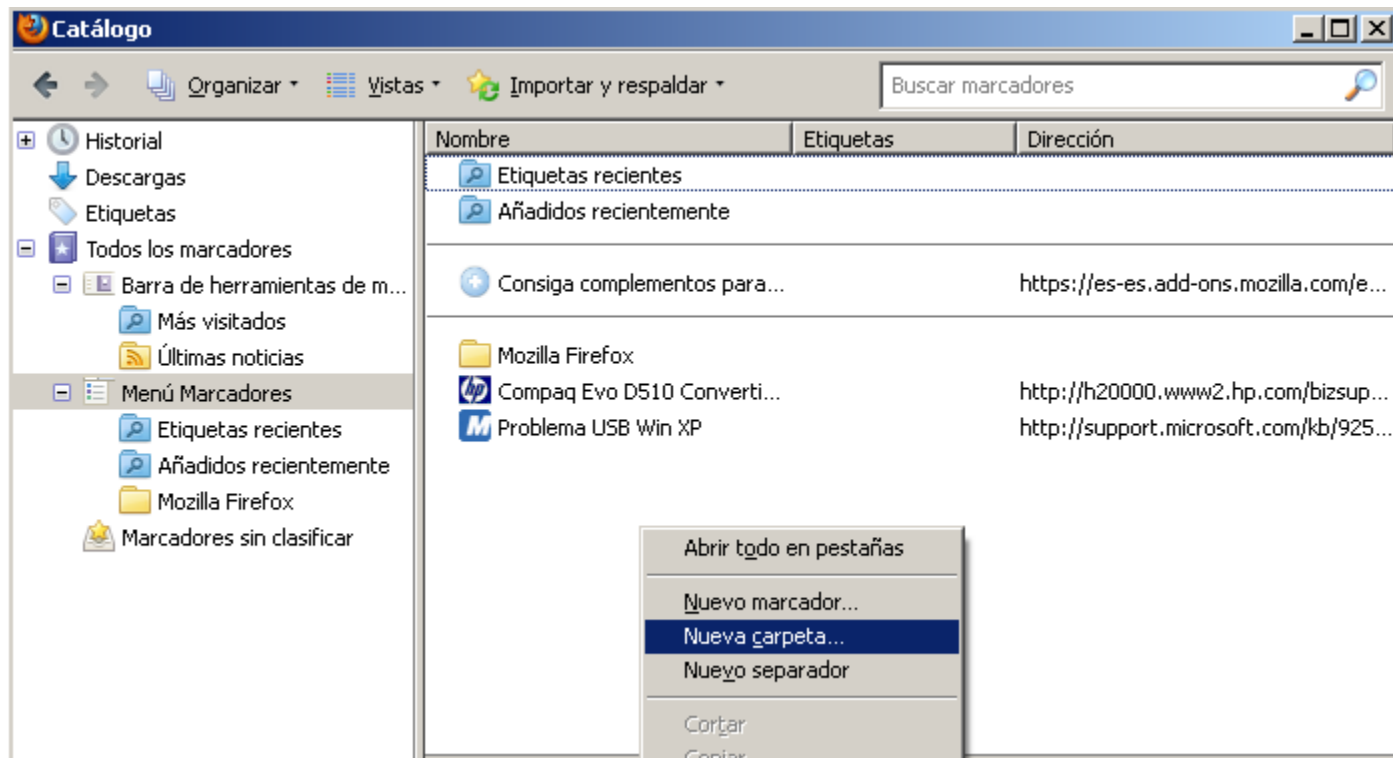 Catálogo
Organizar Vistas Importar y respaldar Buscar marcadores
Historial
Descargas
Etiquetas
Todos los marcadores
Barra de herramientas de m...
Más visitados
Últimas noticias
Menú Marcadores
Etiquetas recientes
Añadidos recientemente
Mozilla Firefox
Marcadores sin clasificar
Nombre Etiquetas Dirección
Etiquetas recientes
Añadidos recientemente
Consiga complementos para... https://es-es.add-ons.mozilla.com/e...
Mozilla Firefox
hp Compaq Evo D510 Converti... http://h20000.www2.hp.com/bizsup...
M Problema USB Win XP http://support.microsoft.com/kb/925...
Abrir todo en pestañas
Nuevo marcador...
Nueva carpeta...
Nuevo separador
Cortar
Copiar